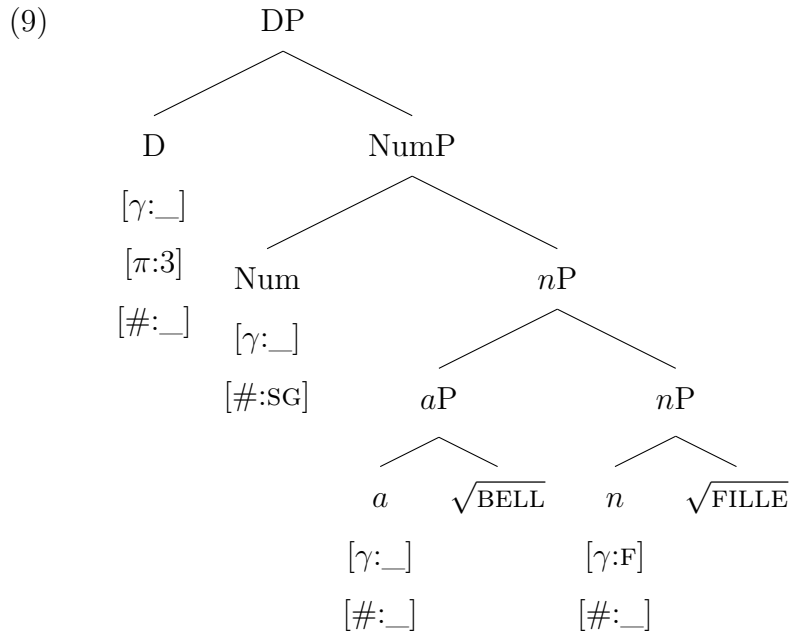 (9) DP
D NumP
[γ:_]
[π:3] Num nP
[#:_] [γ:_]
[#:SG] aP nP
a √BELL n √FILLE
[γ:_] [γ:F]
[#:_] [#:_]